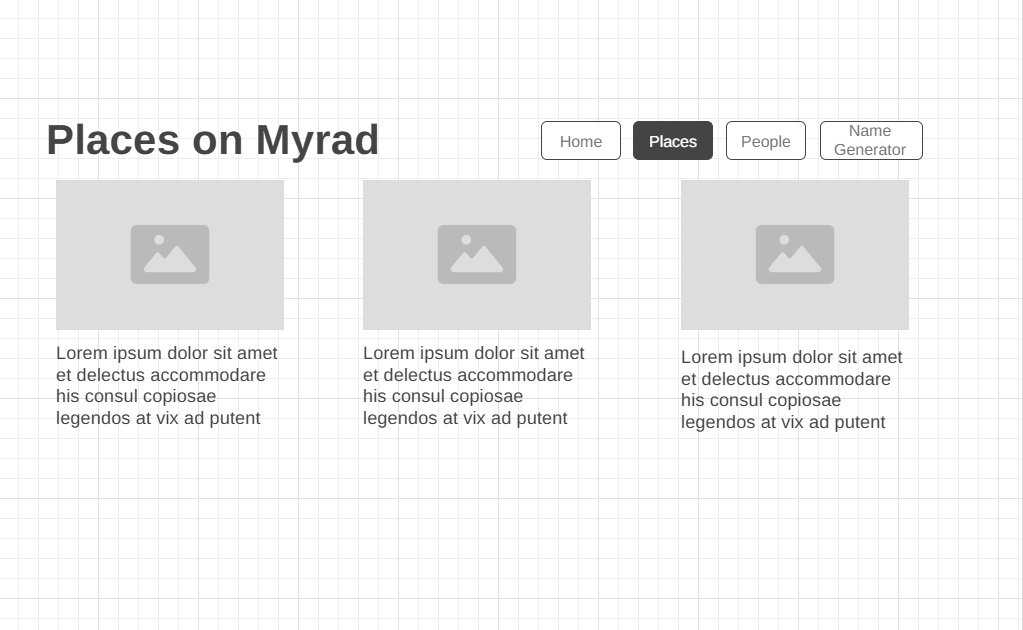 Places on Myrad
Home
Places
People
Name
Generator
Lorem ipsum dolor sit amet
et delectus accommodare
his consul copiosae
legendos at vix ad putent
Lorem ipsum dolor sit amet
et delectus accommodare
his consul copiosae
legendos at vix ad putent
Lorem ipsum dolor sit amet
et delectus accommodare
his consul copiosae
legendos at vix ad putent